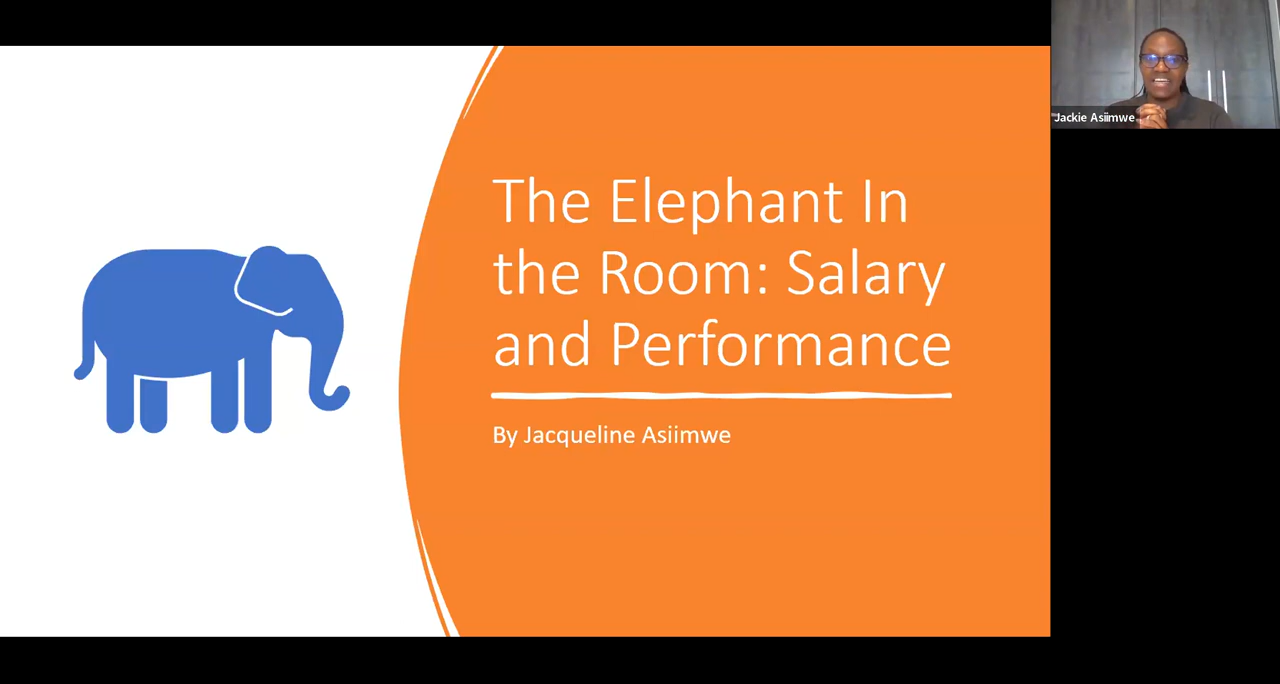 The Elephant In
the Room: Salary
and Performance
By Jacqueline Asiimwe
Jackie Asiimwe